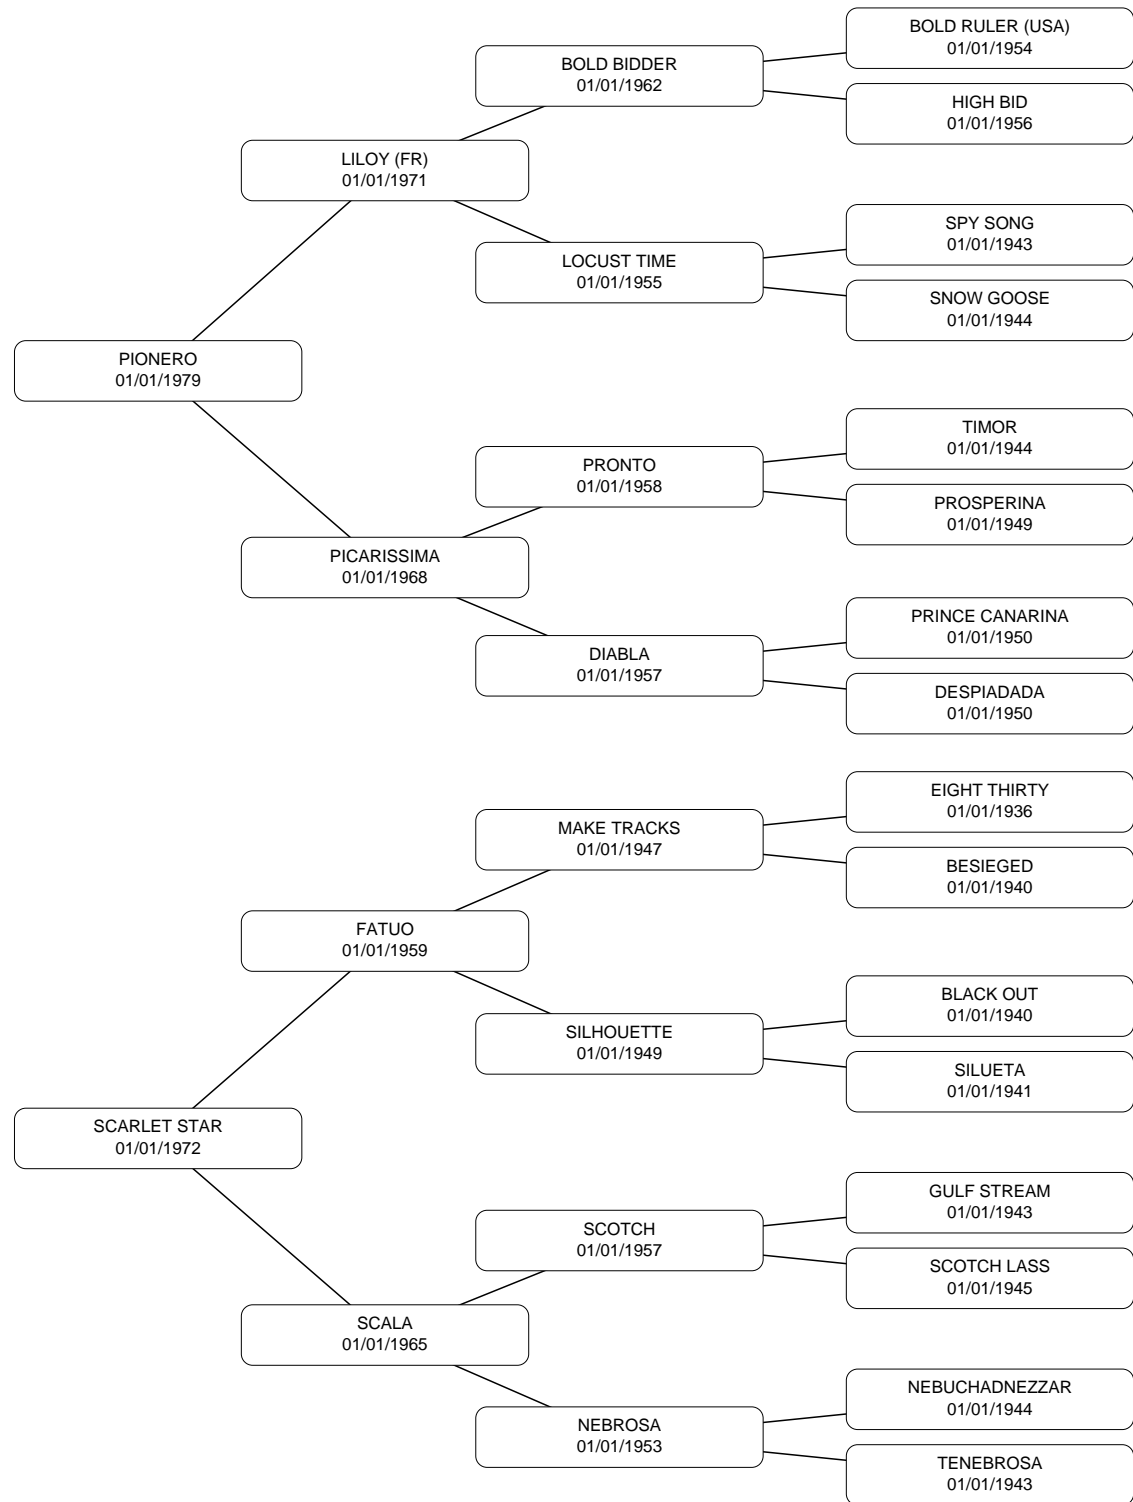 BOLD RULER (USA)
01/01/1954
BOLD BIDDER
01/01/1962
HIGH BID
01/01/1956
LILOY (FR)
01/01/1971
SPY SONG
01/01/1943
LOCUST TIME
01/01/1955
SNOW GOOSE
01/01/1944
PIONERO
01/01/1979
TIMOR
01/01/1944
PRONTO
01/01/1958
PROSPERINA
01/01/1949
PICARISSIMA
01/01/1968
PRINCE CANARINA
01/01/1950
DIABLA
01/01/1957
DESPIADADA
01/01/1950
EIGHT THIRTY
01/01/1936
MAKE TRACKS
01/01/1947
BESIEGED
01/01/1940
FATUO
01/01/1959
BLACK OUT
01/01/1940
SILHOUETTE
01/01/1949
SILUETA
01/01/1941
SCARLET STAR
01/01/1972
GULF STREAM
01/01/1943
SCOTCH
01/01/1957
SCOTCH LASS
01/01/1945
SCALA
01/01/1965
NEBUCHADNEZZAR
01/01/1944
NEBROSA
01/01/1953
TENEBROSA
01/01/1943